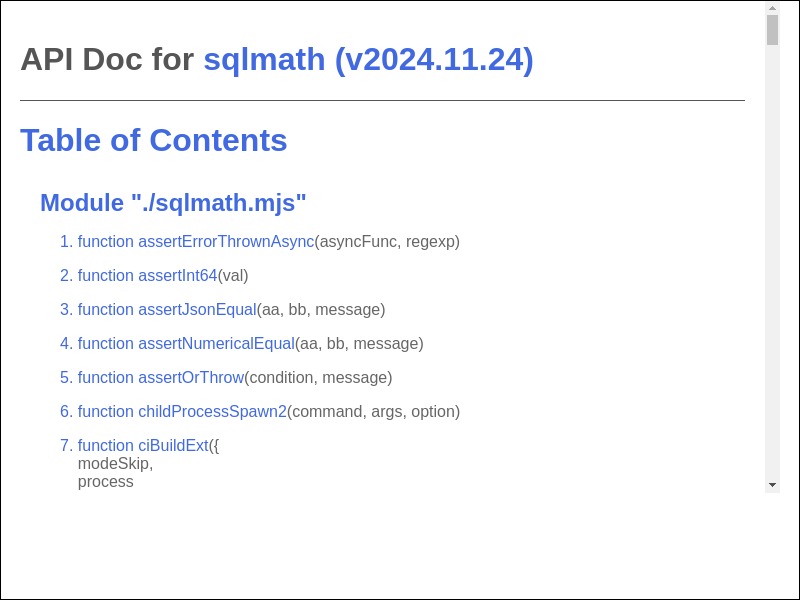 API Doc for sqlmath (v2024.11.24)
Table of Contents
Module "./sqlmath.mjs"
1. function assertErrorThrownAsync(asyncFunc, regexp)
2. function assertInt64(val)
3. function assertJsonEqual(aa, bb, message)
4. function assertNumericalEqual(aa, bb, message)
5. function assertOrThrow(condition, message)
6. function childProcessSpawn2(command, args, option)
7. function ciBuildExt({
modeSkip,
process